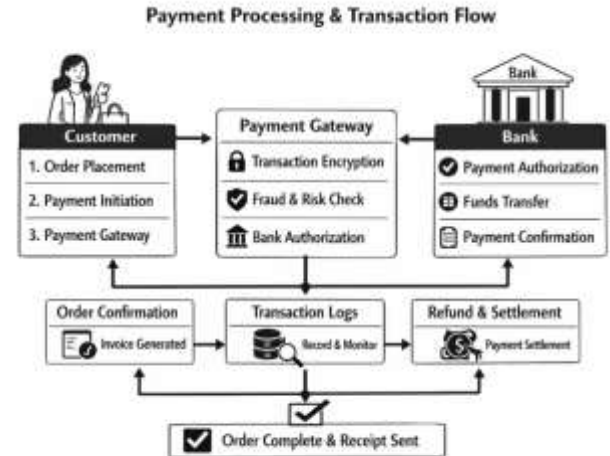 Payment Processing & Transaction Flow
Bank
Customer
1. Order Placement
2. Payment Initiation
3. Payment Gateway
Payment Gateway
Transaction Encryption
Fraud & Risk Check
Bank Authorization
Bank
Payment Authorization
Funds Transfer
Payment Confirmation
Order Confirmation
Invoice Generated
Transaction Logs
Record & Monitor
Refund & Settlement
Payment Settlement
Order Complete & Receipt Sent